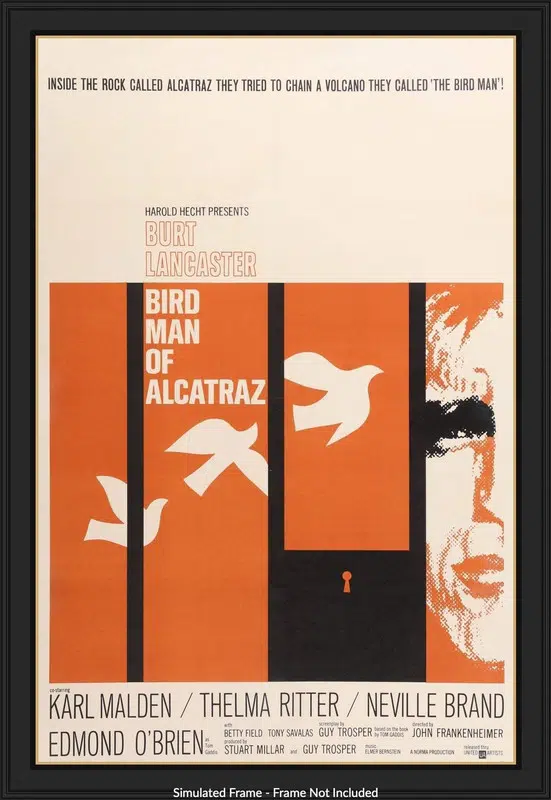 INSIDE THE ROCK CALLED ALCATRAZ THEY TRIED TO CHAIN A VOLCANO THEY CALLED 'THE BIRD MAN'!
HAROLD HECHT PRESENTS
BURT
LANCASTER
BIRD
MAN
OF
ALCATRAZ
co-starring
KARL MALDEN / THELMA RITTER / NEVILLE BRAND
EDMOND O'BRIEN as Tom Gaddis
with BETTY FIELD TONY SAVALAS screenplay by GUY TROSPER based on the book by TOM GADDIS directed by JOHN FRANKENHEIMER
produced by STUART MILLAR and GUY TROSPER music ELMER BERNSTEIN A NORMA PRODUCTION released thru UNITED UA ARTISTS
Simulated Frame - Frame Not Included